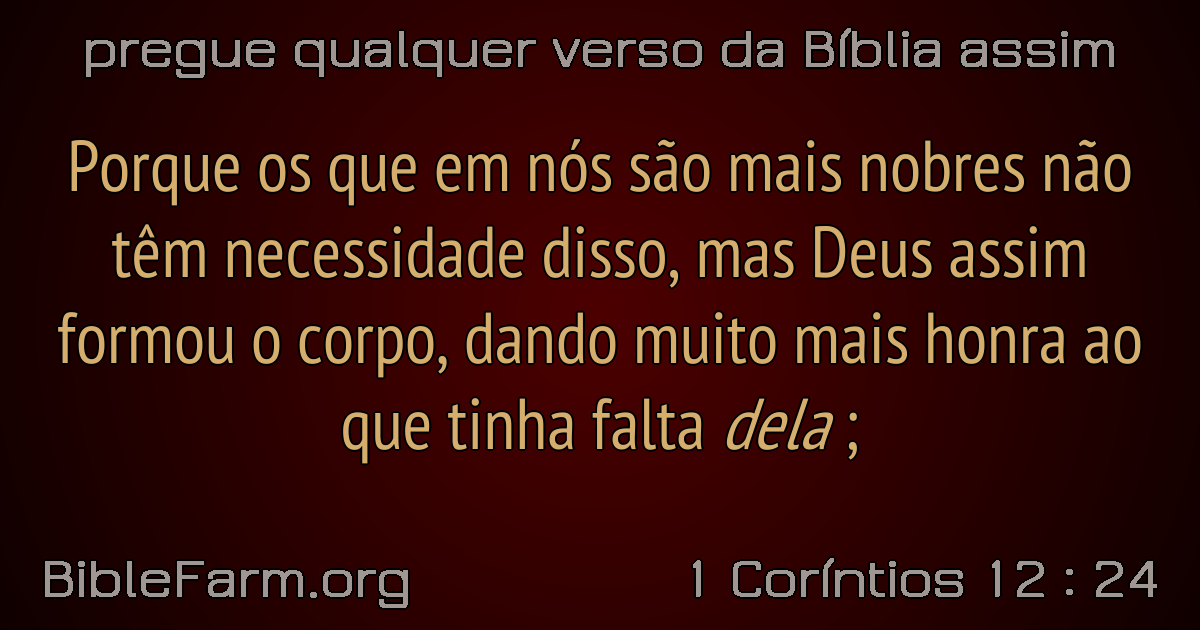 pregue qualquer verso da Bíblia assim
Porque os que em nós são mais nobres não
têm necessidade disso, mas Deus assim
formou o corpo, dando muito mais honra ao
que tinha falta dela ;
BibleFarm.org
1 Coríntios 12 : 24